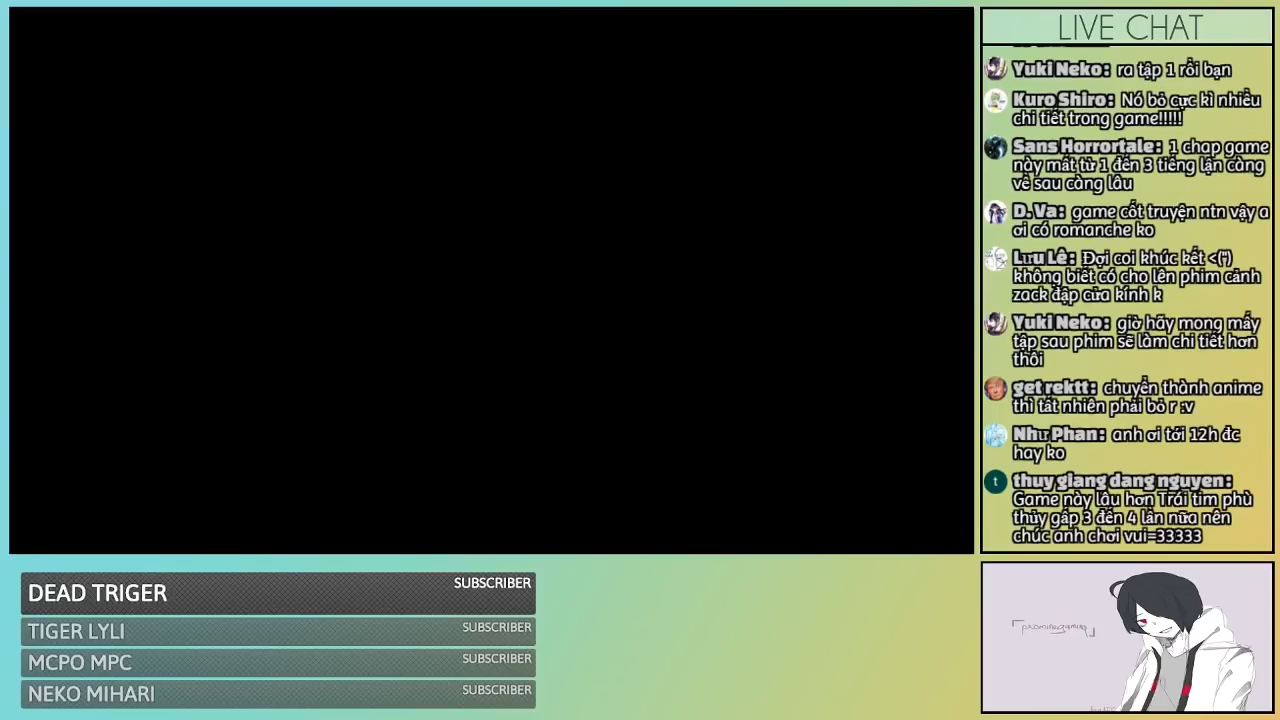 LIVE CHAT
Yuki Neko: ra tập 1 rồi bạn
Kuro Shiro: Nó bỏ cực kì nhiều
chi tiết trong game!!!!!
Sans Horrortale: 1 chap game
này mất từ 1 đến 3 tiếng lận càng
về sau càng lâu
D.Va: game cốt truyện ntn vậy a
ơi có romanche ko
Lưu Lê: Đợi coi khúc kết <(")
không biết có cho lên phim cảnh
zack đập cửa kính k
Yuki Neko: giờ hãy mong mấy
tập sau phim sẽ làm chi tiết hơn
thôi
get rektt: chuyển thành anime
thì tất nhiên phải bỏ r :v
Như Phan: anh ơi tới 12h đc
hay ko
t
thuy giang dang nguyen:
Game này lâu hơn Trái tim phù
thủy gấp 3 đến 4 lần nữa nên
chúc anh chơi vui=33333
DEAD TRIGER SUBSCRIBER
TIGER LYLI SUBSCRIBER
MCPO MPC SUBSCRIBER
NEKO MIHARI SUBSCRIBER